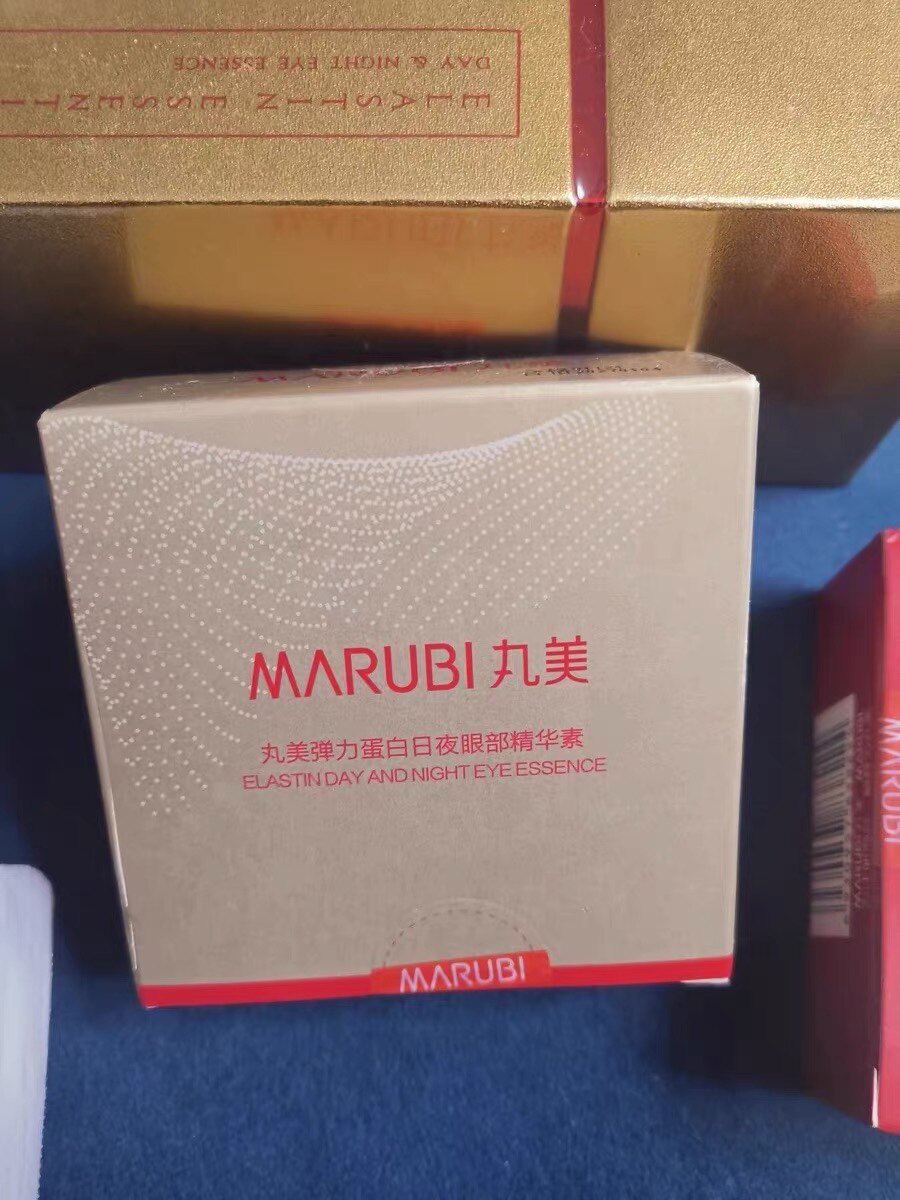 DAY & NIGHT EYE ESSENCE
ELASTIN ESSENTI
MARUBI 丸美
丸美弹力蛋白日夜眼部精华素
ELASTIN DAY AND NIGHT EYE ESSENCE
MARUBI
MARUBI